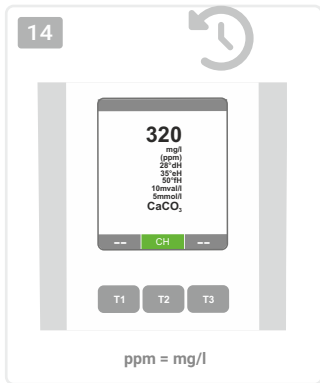 14
320
mg/l
(ppm)
28°dH
35°eH
50°fH
10mval/l
5mmol/l
CaCO₃
-- CH --
T1 T2 T3
ppm = mg/l